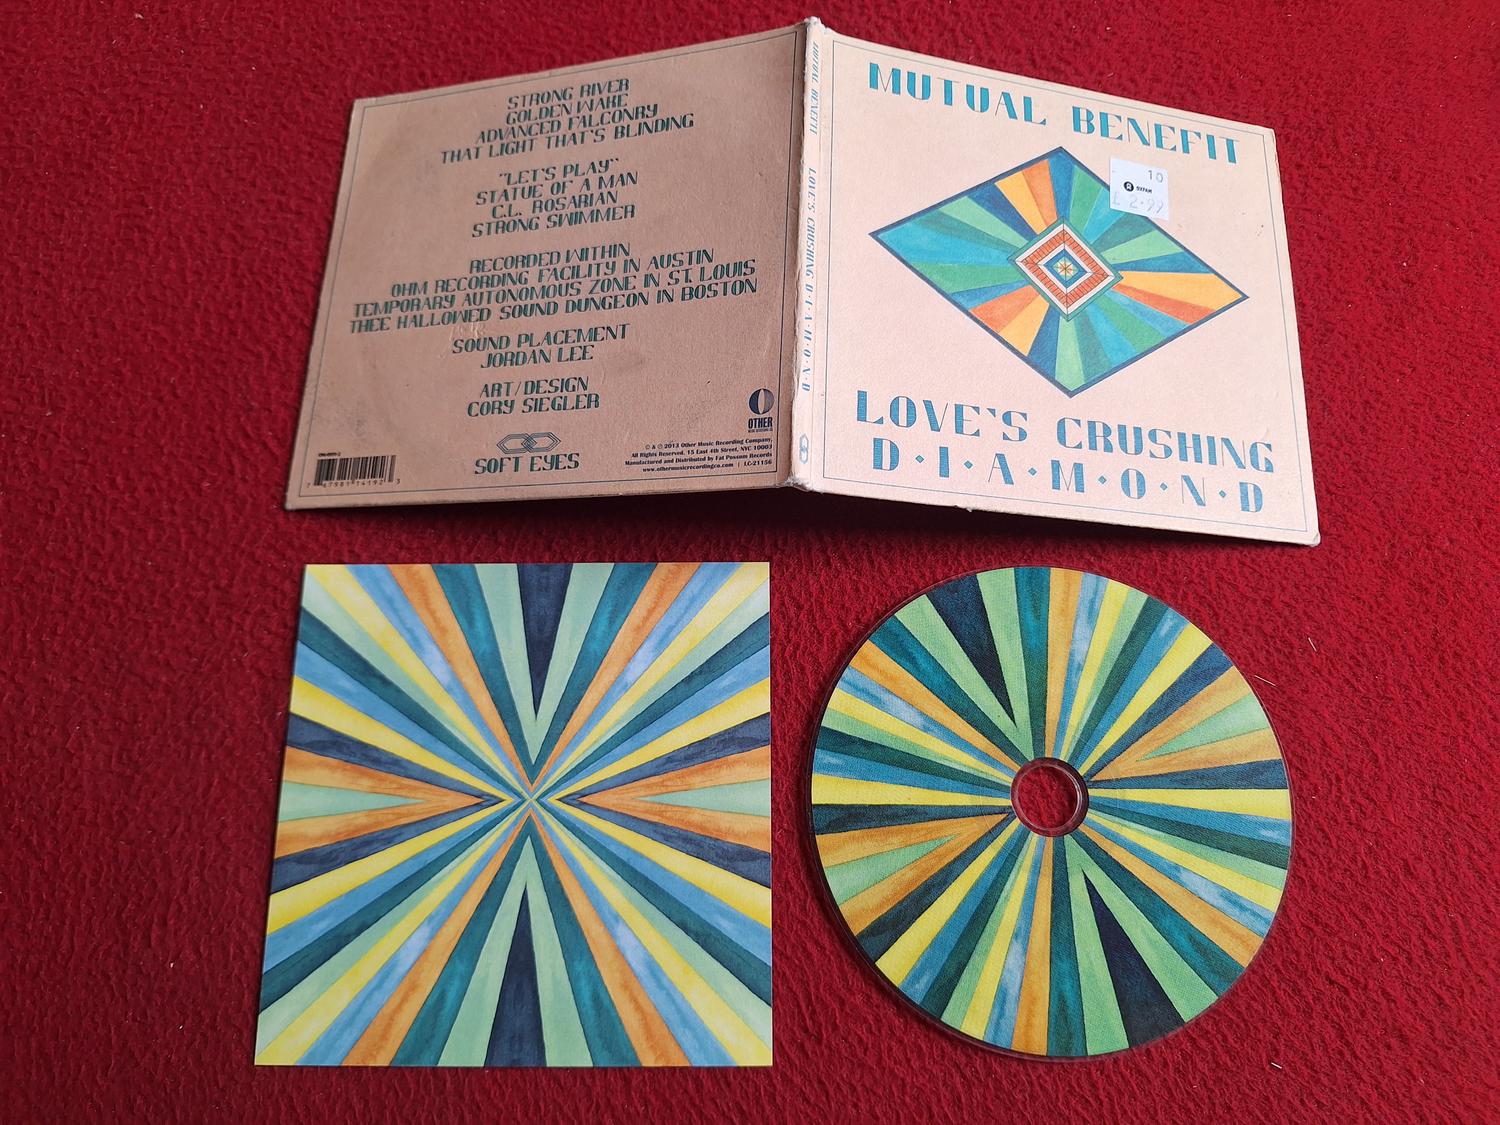 STRONG RIVER
GOLDEN WAKE
ADVANCED FALCONRY
THAT LIGHT THAT'S BLINDING
"LET'S PLAY"
STATUE OF A MAN
C.L. ROSARIAN
STRONG SWIMMER
RECORDED WITHIN
OHM RECORDING FACILITY IN AUSTIN
TEMPORARY AUTONOMOUS ZONE IN ST. LOUIS
THEE HALLOWED SOUND DUNGEON IN BOSTON
SOUND PLACEMENT
JORDAN LEE
ART/DESIGN
CORY SIEGLER
SOFT EYES
OTHER
© & ℗ 2013 Other Music Recording Company.
All Rights Reserved. 15 East 4th Street, NYC 10003
Manufactured and Distributed by Fat Possum Records
www.othermusicrecordingco.com | LC-21156
7 67981 14192 3
MUTUAL BENEFIT LOVE'S CRUSHING D·I·A·M·O·N·D
MUTUAL BENEFIT
10
OXFAM
£ 2.99
LOVE'S CRUSHING
D·I·A·M·O·N·D